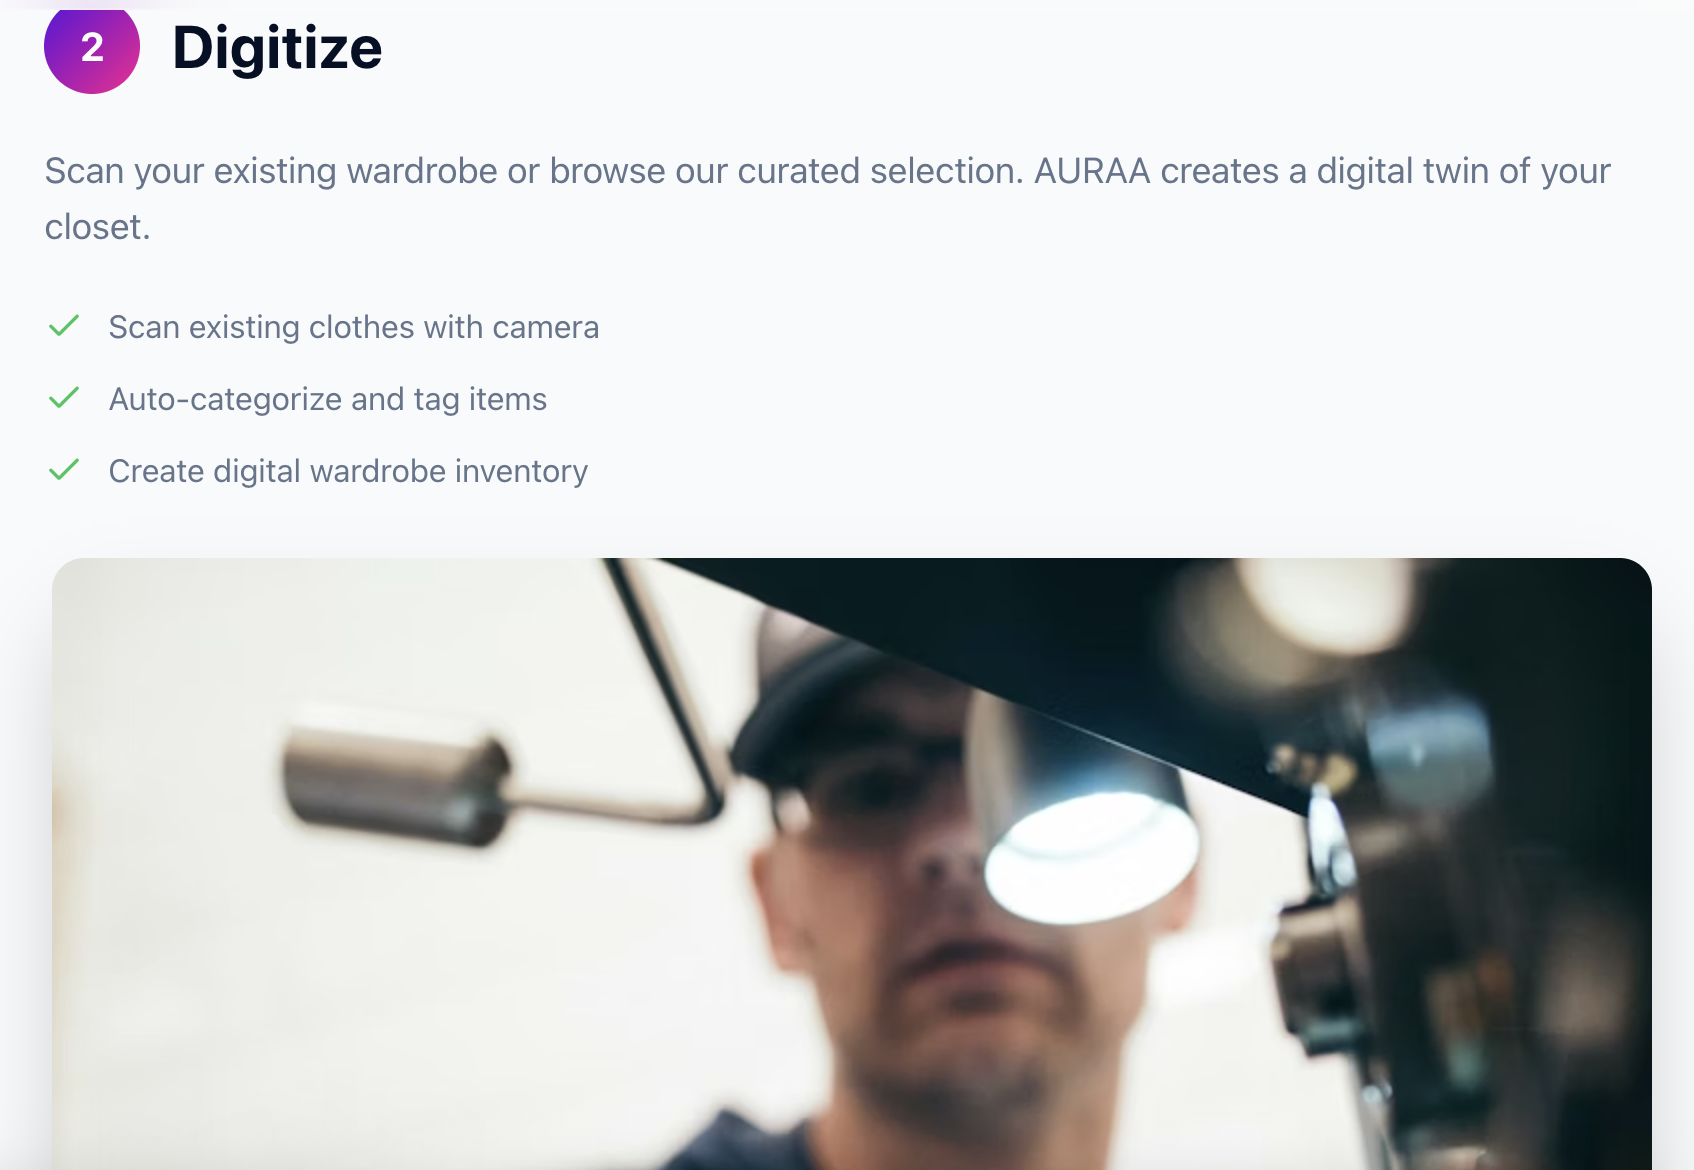 2
Digitize
Scan your existing wardrobe or browse our curated selection. AURAA creates a digital twin of your
closet.
Scan existing clothes with camera
Auto-categorize and tag items
Create digital wardrobe inventory